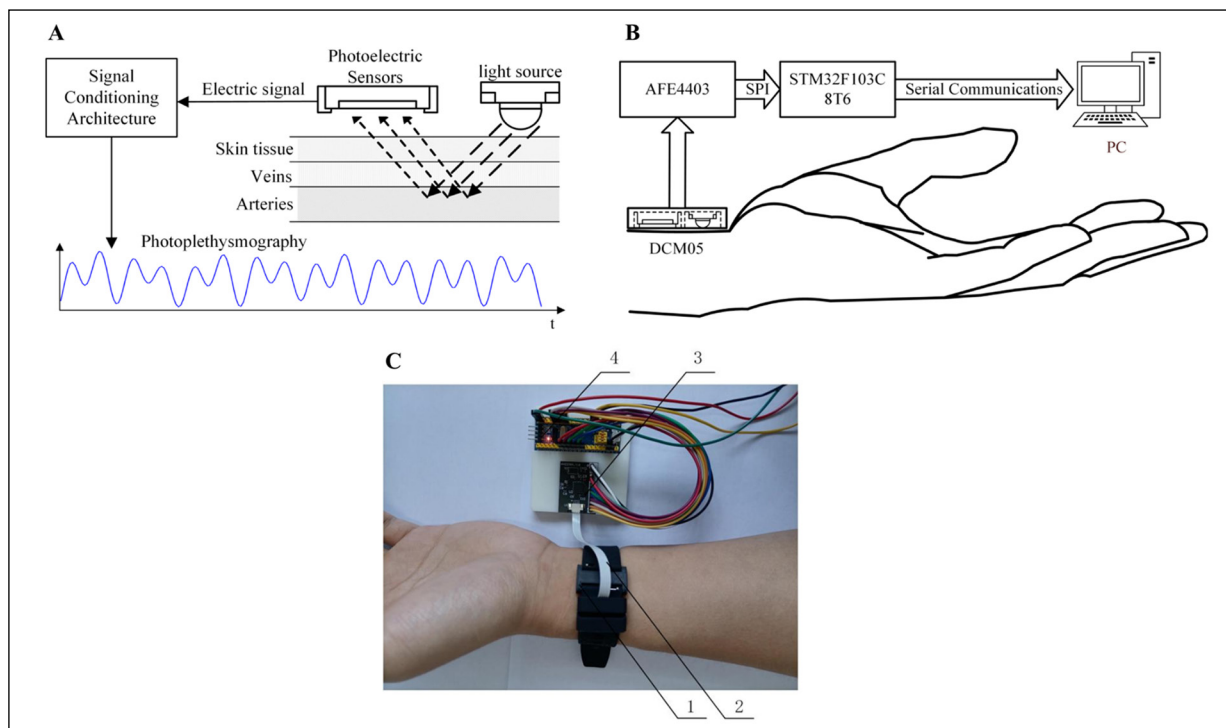 A
Photoelectric
Sensors
light source
Signal
Conditioning
Architecture
Electric signal
Skin tissue
Veins
Arteries
Photoplethysmography
t
B
AFE4403
SPI
STM32F103C
8T6
Serial Communications
PC
DCM05
C
4
3
1
2